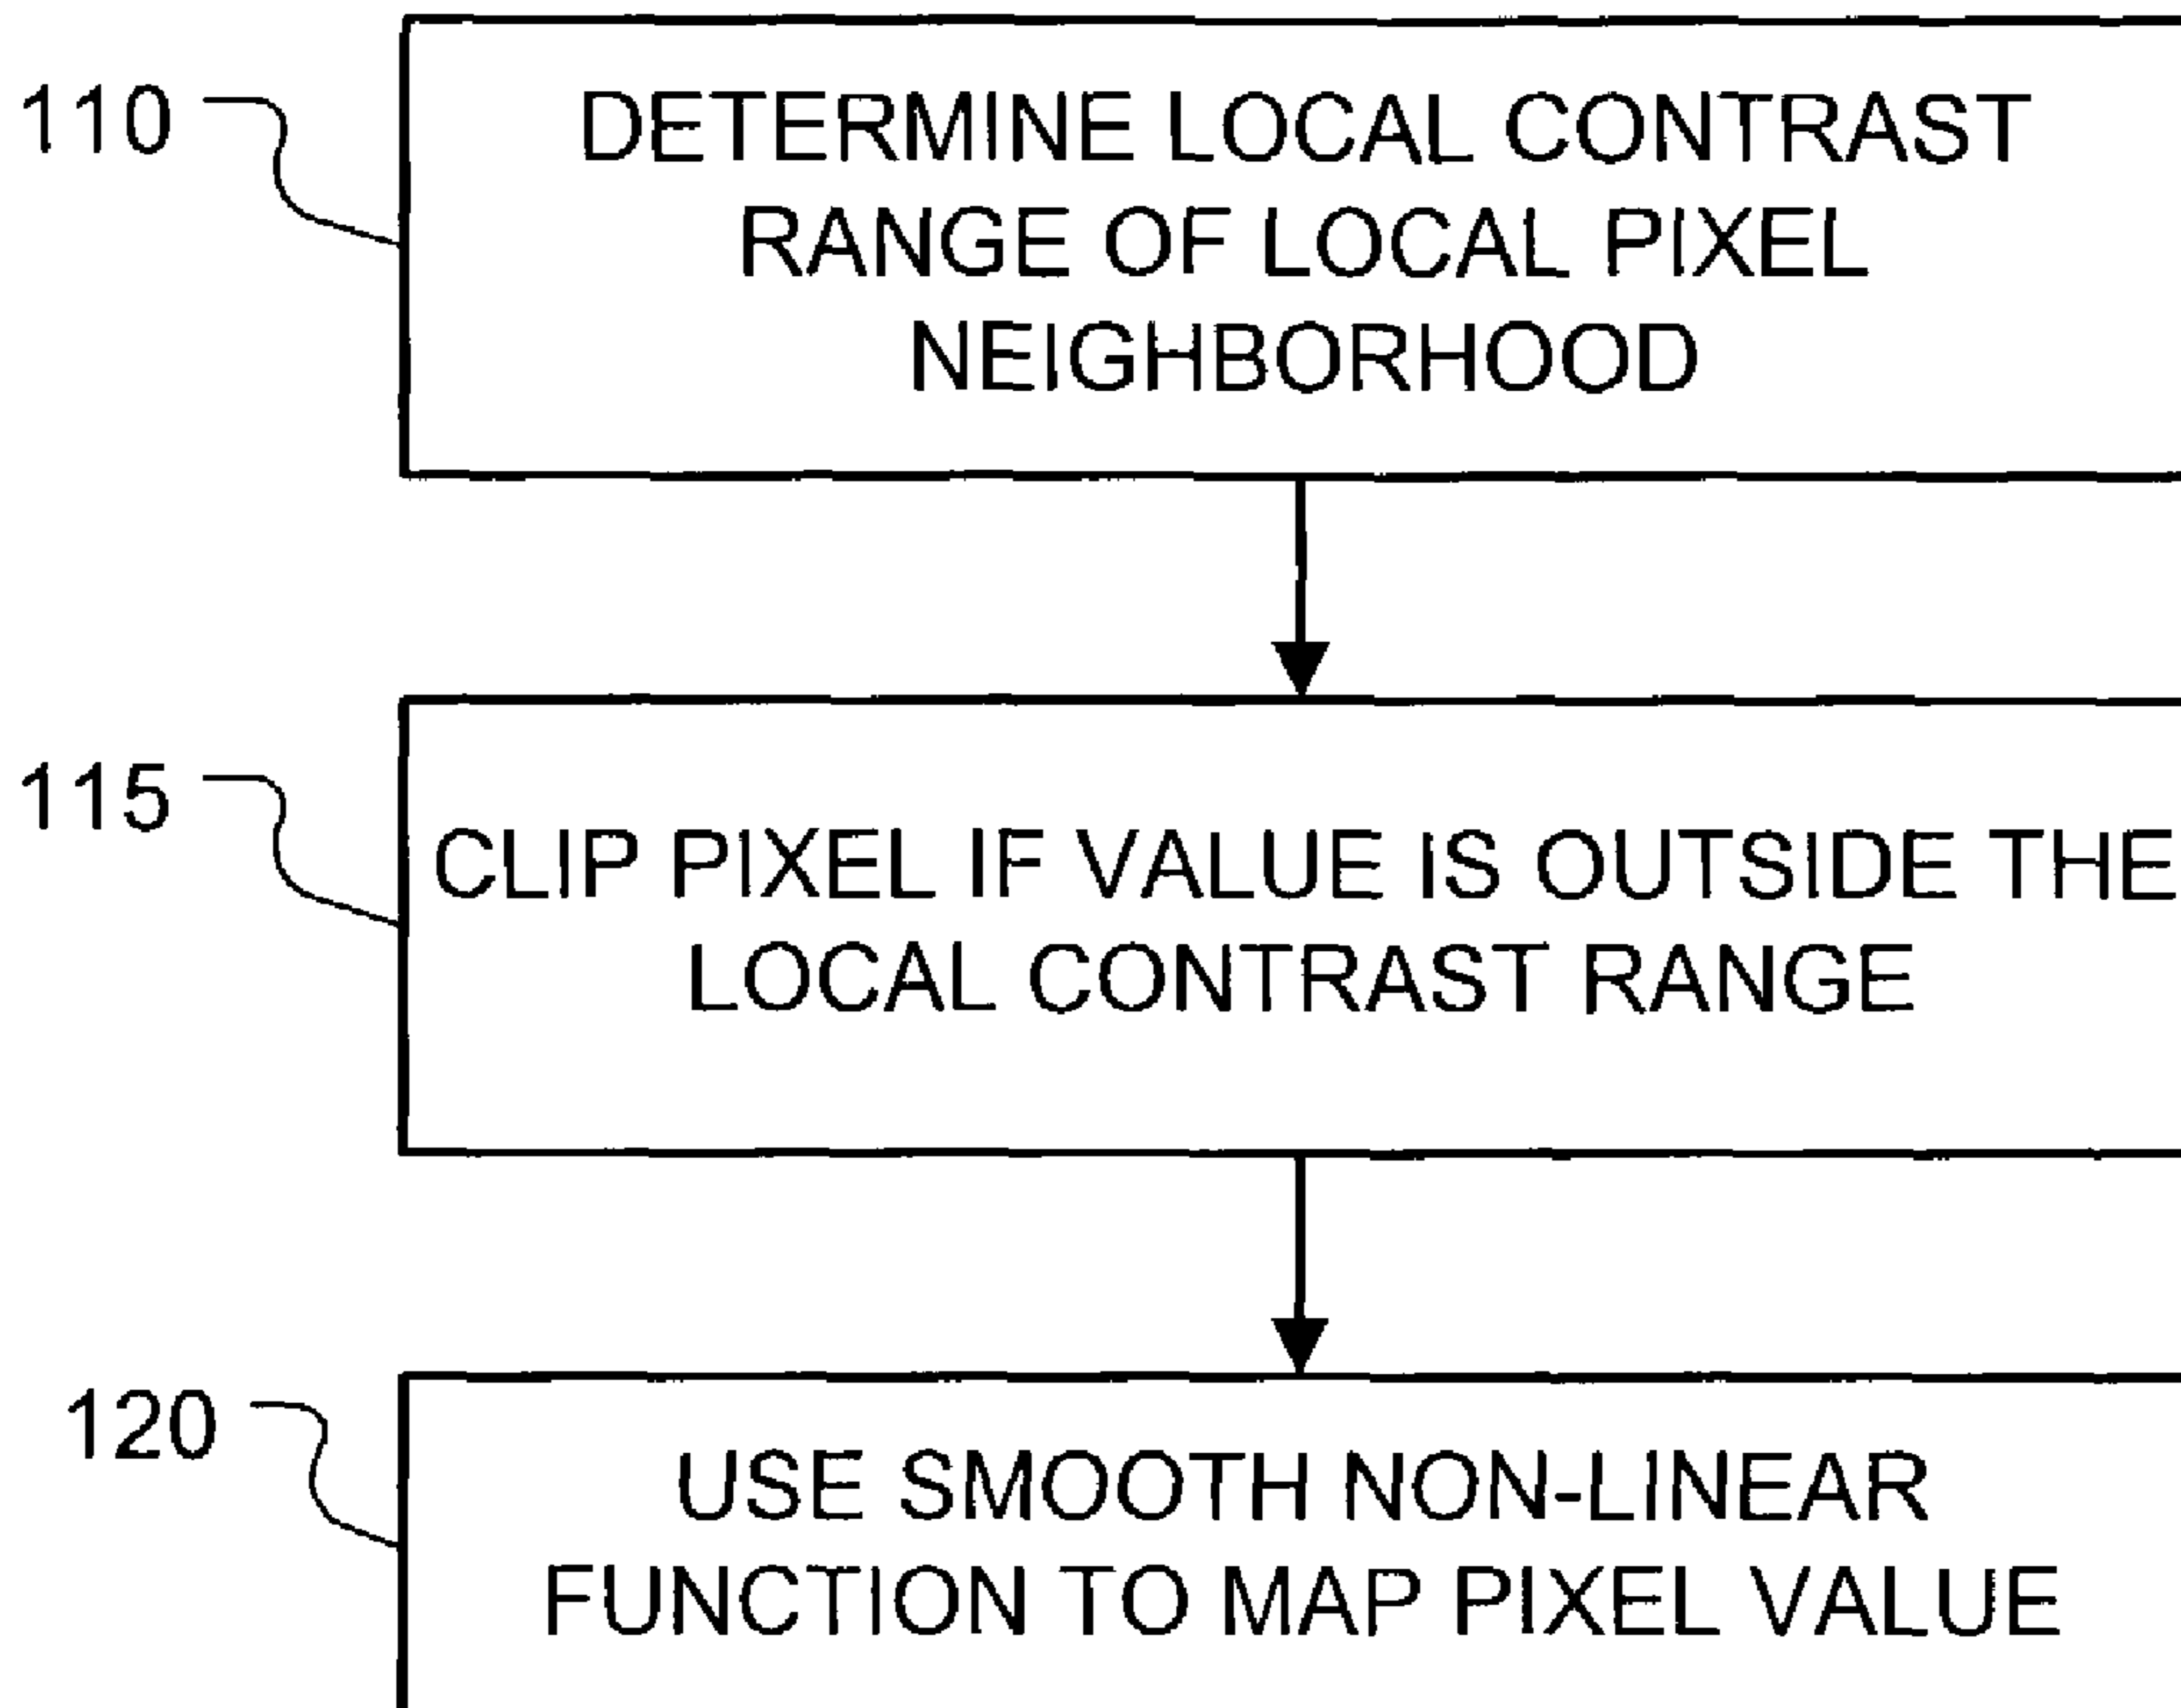 110
DETERMINE LOCAL CONTRAST
RANGE OF LOCAL PIXEL
NEIGHBORHOOD
115
CLIP PIXEL IF VALUE IS OUTSIDE THE
LOCAL CONTRAST RANGE
120
USE SMOOTH NON-LINEAR
FUNCTION TO MAP PIXEL VALUE